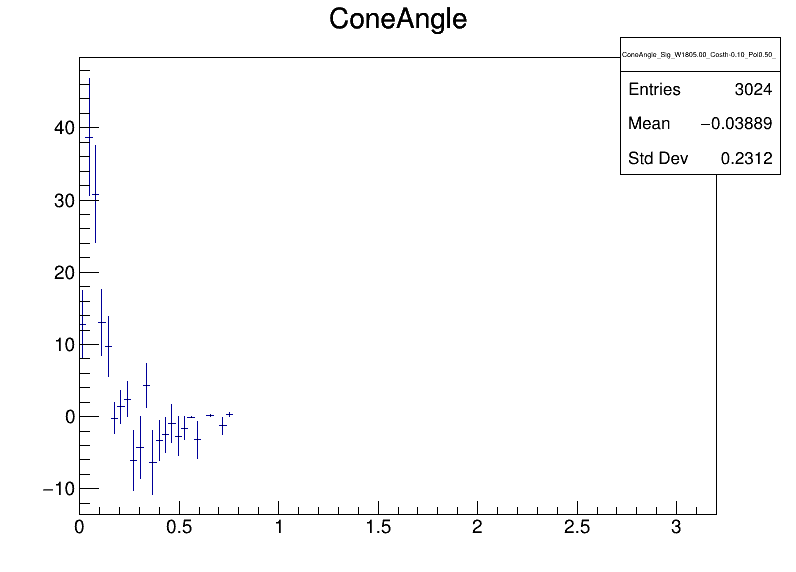 ConeAngle
ConeAngle_Sig_W1805.00_Costh-0.10_Pol0.50_
Entries 3024
Mean −0.03889
Std Dev 0.2312
40
30
20
10
0
−10
0 0.5 1 1.5 2 2.5 3